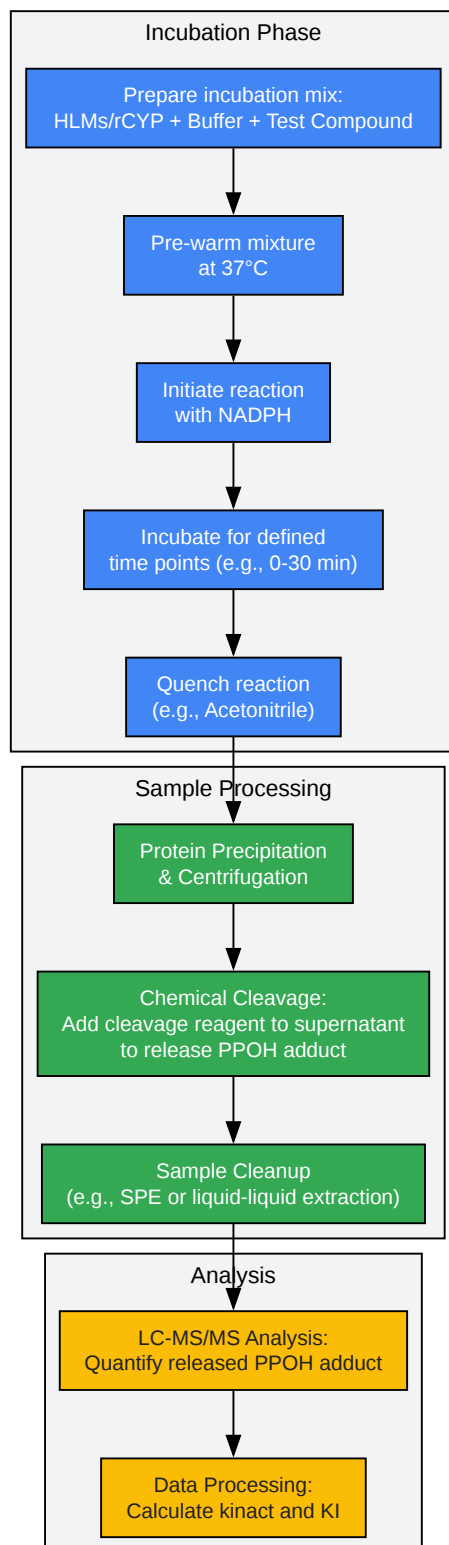 Incubation Phase
Prepare incubation mix:
HLMs/rCYP + Buffer + Test Compound
Pre-warm mixture
at 37°C
Initiate reaction
with NADPH
Incubate for defined
time points (e.g., 0-30 min)
Quench reaction
(e.g., Acetonitrile)
Sample Processing
Protein Precipitation
& Centrifugation
Chemical Cleavage:
Add cleavage reagent to supernatant
to release PPOH adduct
Sample Cleanup
(e.g., SPE or liquid-liquid extraction)
Analysis
LC-MS/MS Analysis:
Quantify released PPOH adduct
Data Processing:
Calculate kinact and KI